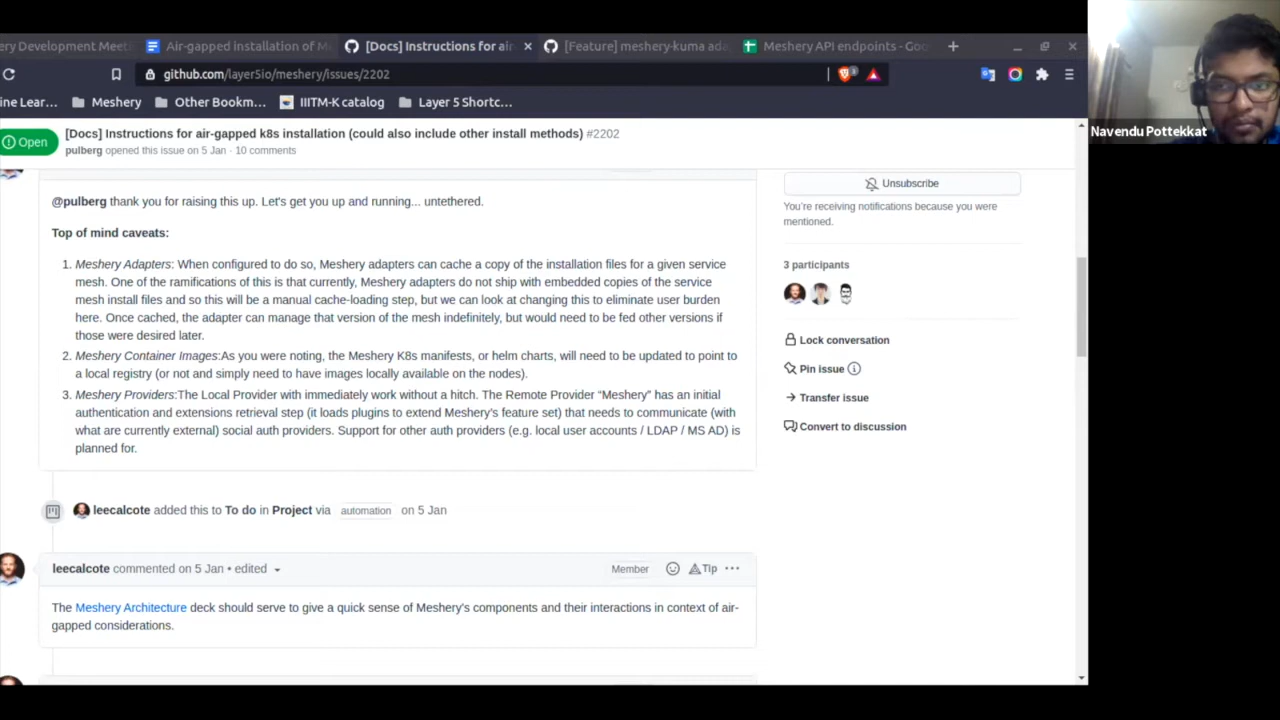 ery Development Meet
Air-gapped installation of M
[Docs] Instructions for air
[Feature] meshery-kuma ada
Meshery API endpoints - Goo
github.com/layer5io/meshery/issues/2202
ine Lear…
Meshery
Other Bookm…
IIITM-K catalog
Layer 5 Shortc…
Open
[Docs] Instructions for air-gapped k8s installation (could also include other install methods) #2202
pulberg opened this issue on 5 Jan · 10 comments
@pulberg thank you for raising this up. Let's get you up and running... untethered.
Top of mind caveats:
1. Meshery Adapters: When configured to do so, Meshery adapters can cache a copy of the installation files for a given service
mesh. One of the ramifications of this is that currently, Meshery adapters do not ship with embedded copies of the service
mesh install files and so this will be a manual cache-loading step, but we can look at changing this to eliminate user burden
here. Once cached, the adapter can manage that version of the mesh indefinitely, but would need to be fed other versions if
those were desired later.
2. Meshery Container Images:As you were noting, the Meshery K8s manifests, or helm charts, will need to be updated to point to
a local registry (or not and simply need to have images locally available on the nodes).
3. Meshery Providers:The Local Provider with immediately work without a hitch. The Remote Provider “Meshery” has an initial
authentication and extensions retrieval step (it loads plugins to extend Meshery's feature set) that needs to communicate (with
what are currently external) social auth providers. Support for other auth providers (e.g. local user accounts / LDAP / MS AD) is
planned for.
leecalcote added this to To do in Project via automation on 5 Jan
leecalcote commented on 5 Jan • edited
Member
Tip
The Meshery Architecture deck should serve to give a quick sense of Meshery's components and their interactions in context of air-
gapped considerations.
Unsubscribe
You're receiving notifications because you were
mentioned.
3 participants
Lock conversation
Pin issue
Transfer issue
Convert to discussion
Navendu Pottekkat